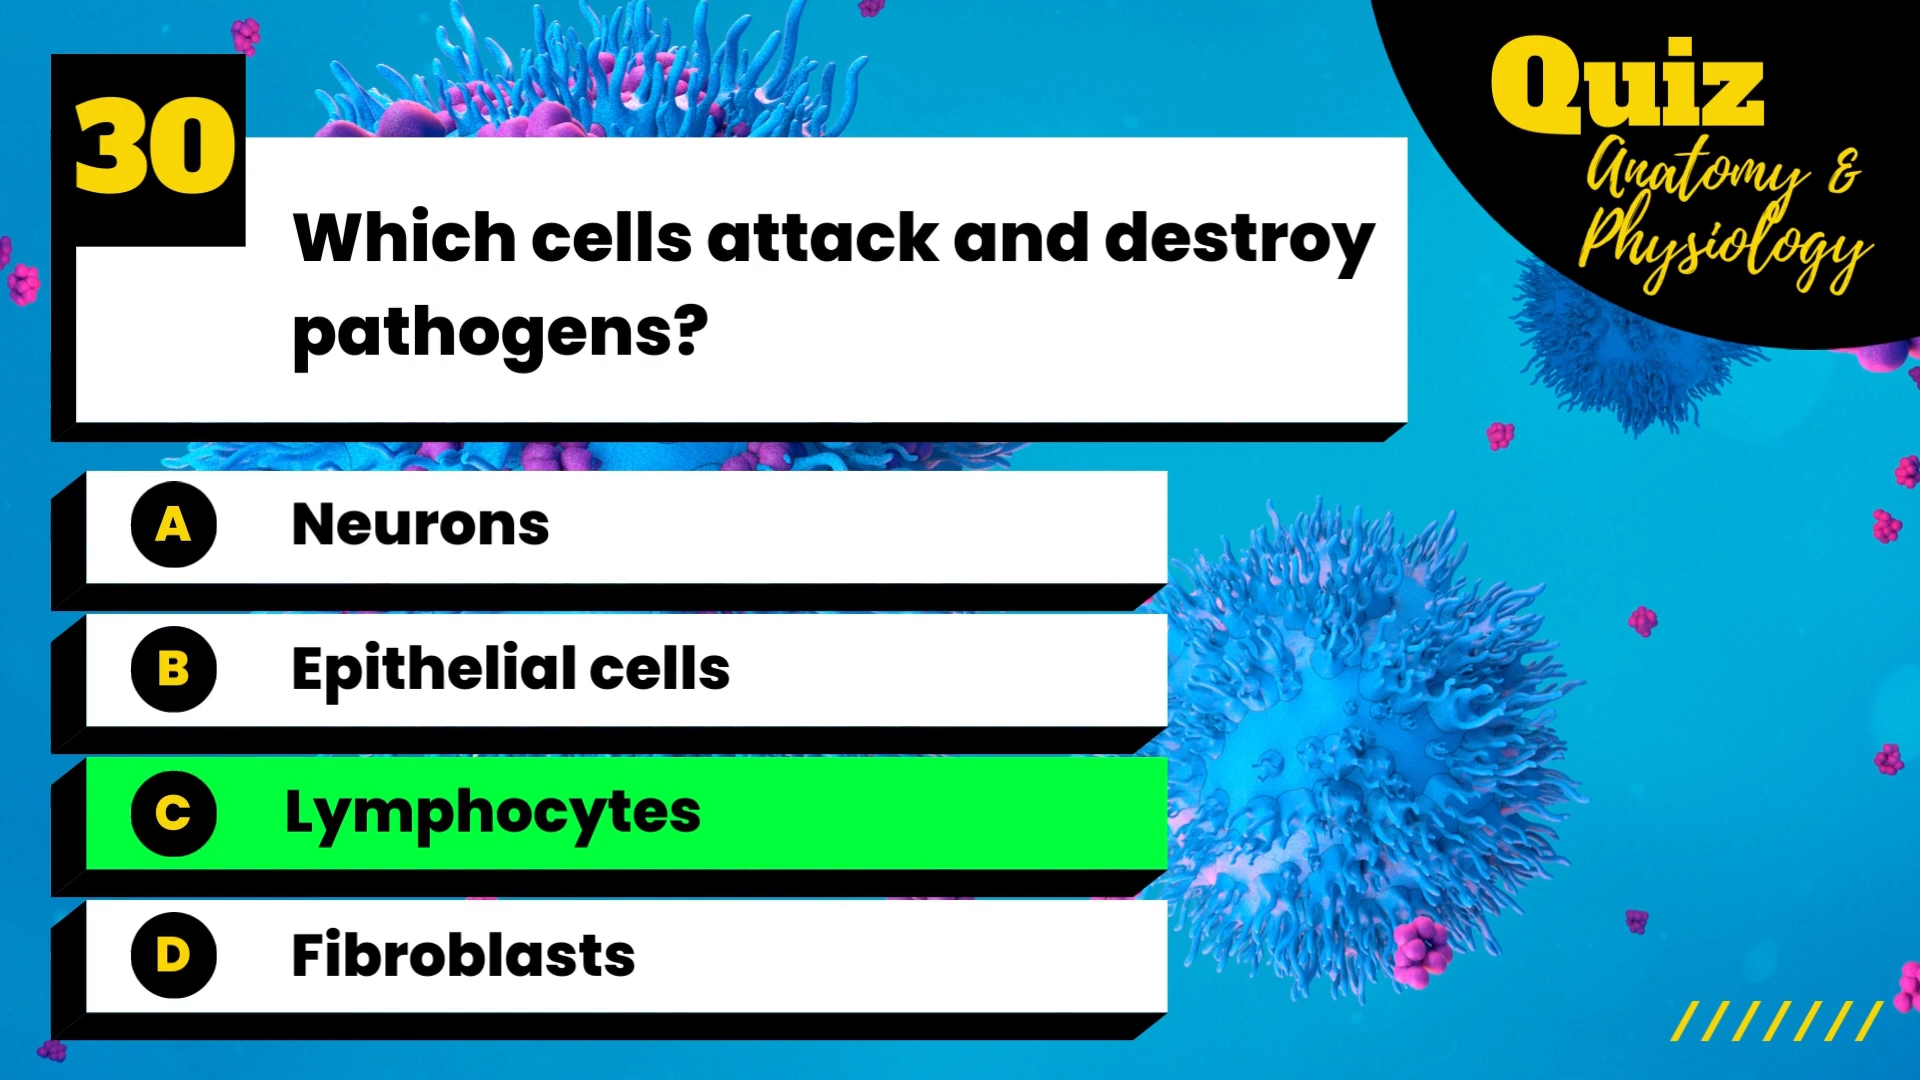 30
Quiz
Anatomy &
Physiology
Which cells attack and destroy
pathogens?
A Neurons
B Epithelial cells
C Lymphocytes
D Fibroblasts